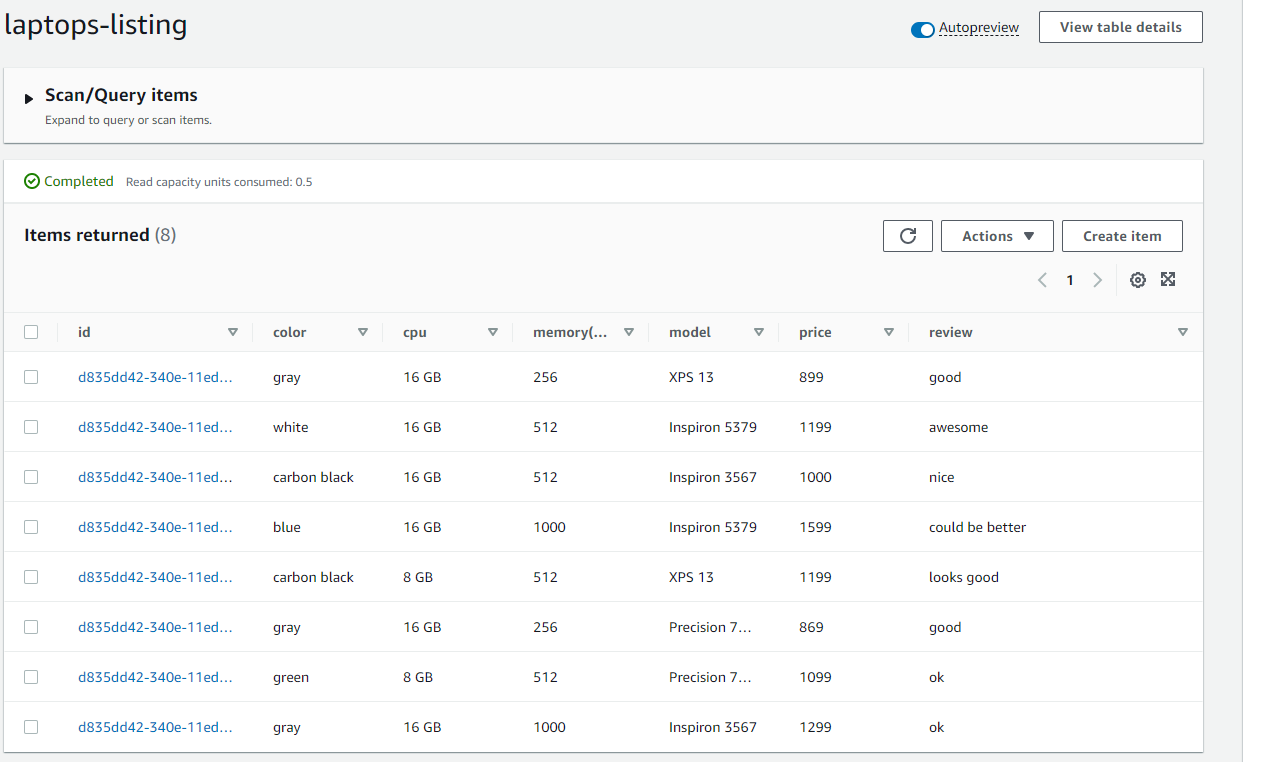 laptops-listing
Autopreview View table details
Scan/Query items
Expand to query or scan items.
Completed Read capacity units consumed: 0.5
Items returned (8)
Actions Create item
1
id color cpu memory(... model price review
d835dd42-340e-11ed... gray 16 GB 256 XPS 13 899 good
d835dd42-340e-11ed... white 16 GB 512 Inspiron 5379 1199 awesome
d835dd42-340e-11ed... carbon black 16 GB 512 Inspiron 3567 1000 nice
d835dd42-340e-11ed... blue 16 GB 1000 Inspiron 5379 1599 could be better
d835dd42-340e-11ed... carbon black 8 GB 512 XPS 13 1199 looks good
d835dd42-340e-11ed... gray 16 GB 256 Precision 7... 869 good
d835dd42-340e-11ed... green 8 GB 512 Precision 7... 1099 ok
d835dd42-340e-11ed... gray 16 GB 1000 Inspiron 3567 1299 ok